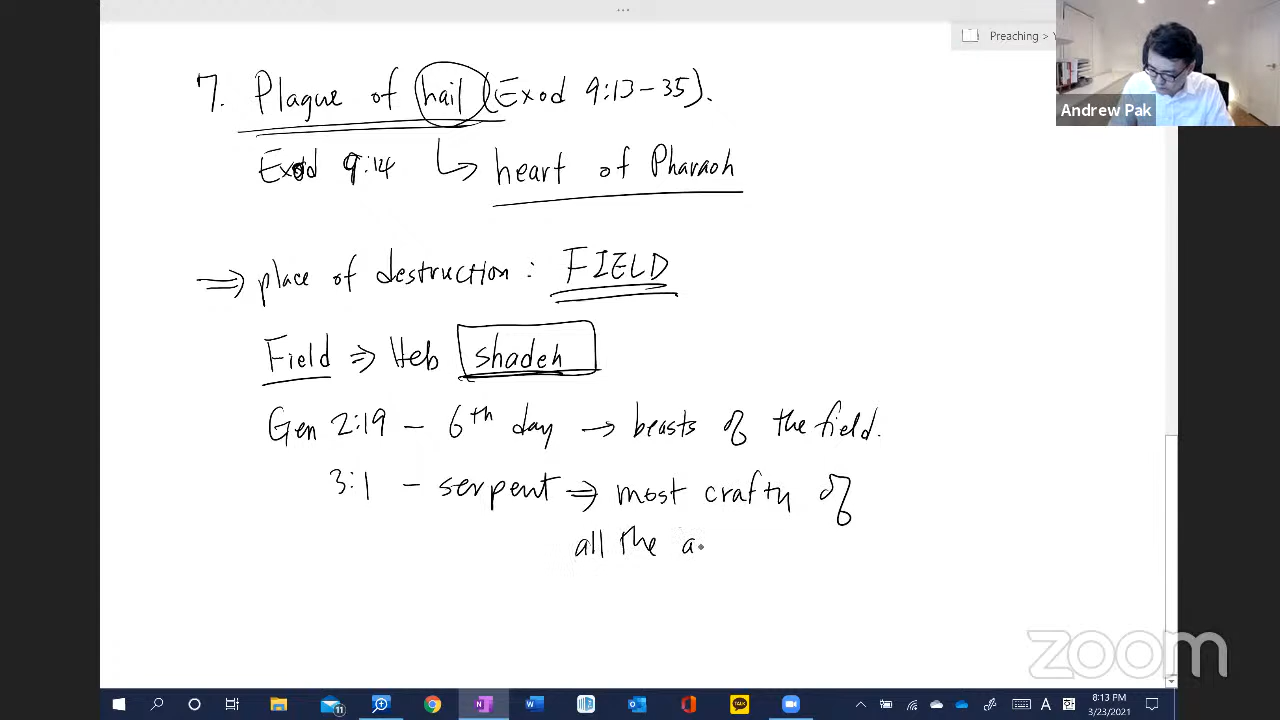 Preaching >
Andrew Pak
7. Plague of hail (Exod 9:13-35).
Exod 9:14 ↳ heart of Pharaoh
⇒ place of destruction : FIELD
Field ⇒ Heb shadeh
Gen 2:19 - 6th day → beasts of the field.
3:1 - serpent ⇒ most crafty of
all the a
zoom
11
TALK
A
8:13 PM
3/23/2021